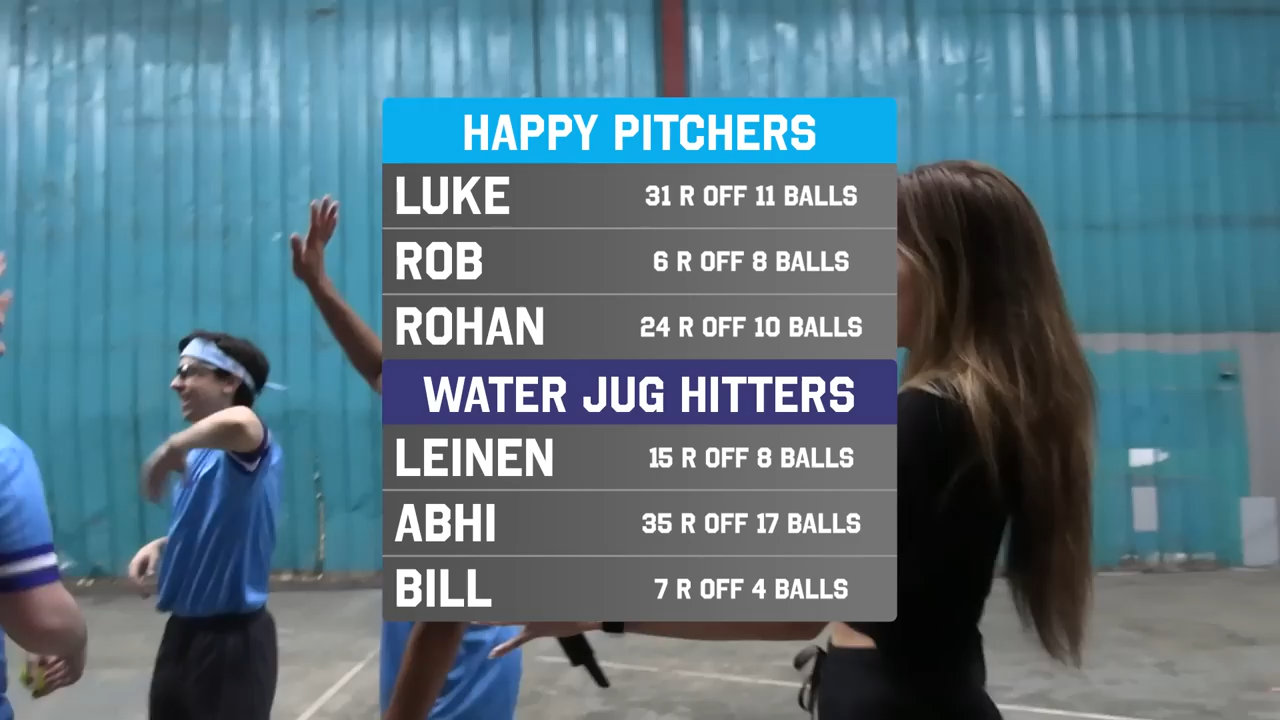 HAPPY PITCHERS
LUKE 31 R OFF 11 BALLS
ROB 6 R OFF 8 BALLS
ROHAN 24 R OFF 10 BALLS
WATER JUG HITTERS
LEINEN 15 R OFF 8 BALLS
ABHI 35 R OFF 17 BALLS
BILL 7 R OFF 4 BALLS